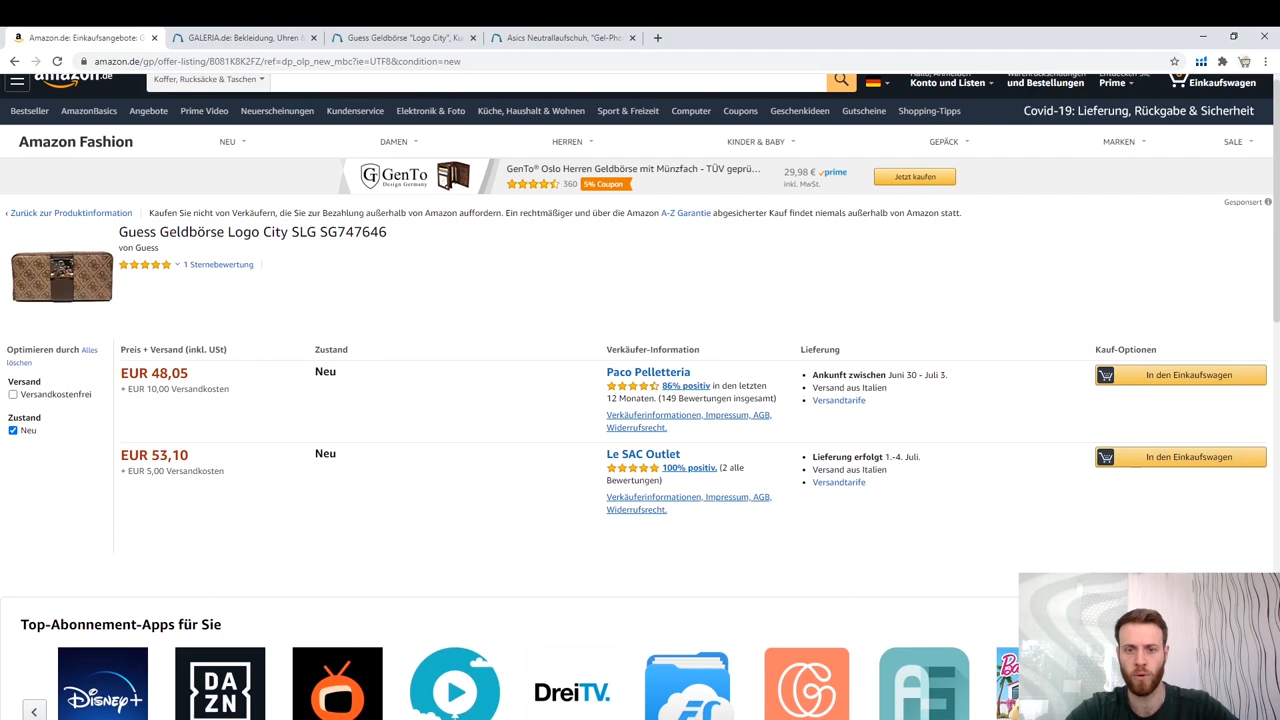 Amazon.de: Einkaufsangebote: G
GALERIA.de: Bekleidung, Uhren &
Guess Geldbörse "Logo City", Ku
Asics Neutrallaufschuh, "Gel-Pho
amazon.de/gp/offer-listing/8081K8K2FZ/ref=dp_olp_new_mbc?ie=UTF8&condition=new
amazon.de
Koffer, Rucksäcke & Taschen
Konto und Listen
und Bestellungen
Prime
Einkaufswagen
Bestseller AmazonBasics Angebote Prime Video Neuerscheinungen Kundenservice Elektronik & Foto Küche, Haushalt & Wohnen Sport & Freizeit Computer Coupons Geschenkideen Gutscheine Shopping-Tipps Covid-19: Lieferung, Rückgabe & Sicherheit
Amazon Fashion NEU DAMEN HERREN KINDER & BABY GEPÄCK MARKEN SALE
GenTo
Design Germany
GenTo® Oslo Herren Geldbörse mit Münzfach - TÜV geprü…
360 5% Coupon
29,98 € prime
inkl. MwSt.
Jetzt kaufen
Gesponsert
‹ Zurück zur Produktinformation Kaufen Sie nicht von Verkäufern, die Sie zur Bezahlung außerhalb von Amazon auffordern. Ein rechtmäßiger und über die Amazon A-Z Garantie abgesicherter Kauf findet niemals außerhalb von Amazon statt.
Guess Geldbörse Logo City SLG SG747646
von Guess
1 Sternebewertung
Optimieren durch Alles
löschen
Versand
Versandkostenfrei
Zustand
Neu
Preis + Versand (inkl. USt) Zustand Verkäufer-Information Lieferung Kauf-Optionen
EUR 48,05
+ EUR 10,00 Versandkosten
Neu
Paco Pelletteria
86% positiv in den letzten
12 Monaten. (149 Bewertungen insgesamt)
Verkäuferinformationen, Impressum, AGB,
Widerrufsrecht.
Ankunft zwischen Juni 30 - Juli 3.
Versand aus Italien
Versandtarife
In den Einkaufswagen
EUR 53,10
+ EUR 5,00 Versandkosten
Neu
Le SAC Outlet
100% positiv. (2 alle
Bewertungen)
Verkäuferinformationen, Impressum, AGB,
Widerrufsrecht.
Lieferung erfolgt 1.-4. Juli.
Versand aus Italien
Versandtarife
In den Einkaufswagen
Top-Abonnement-Apps für Sie
Disney+
DA
ZN
DreiTV.